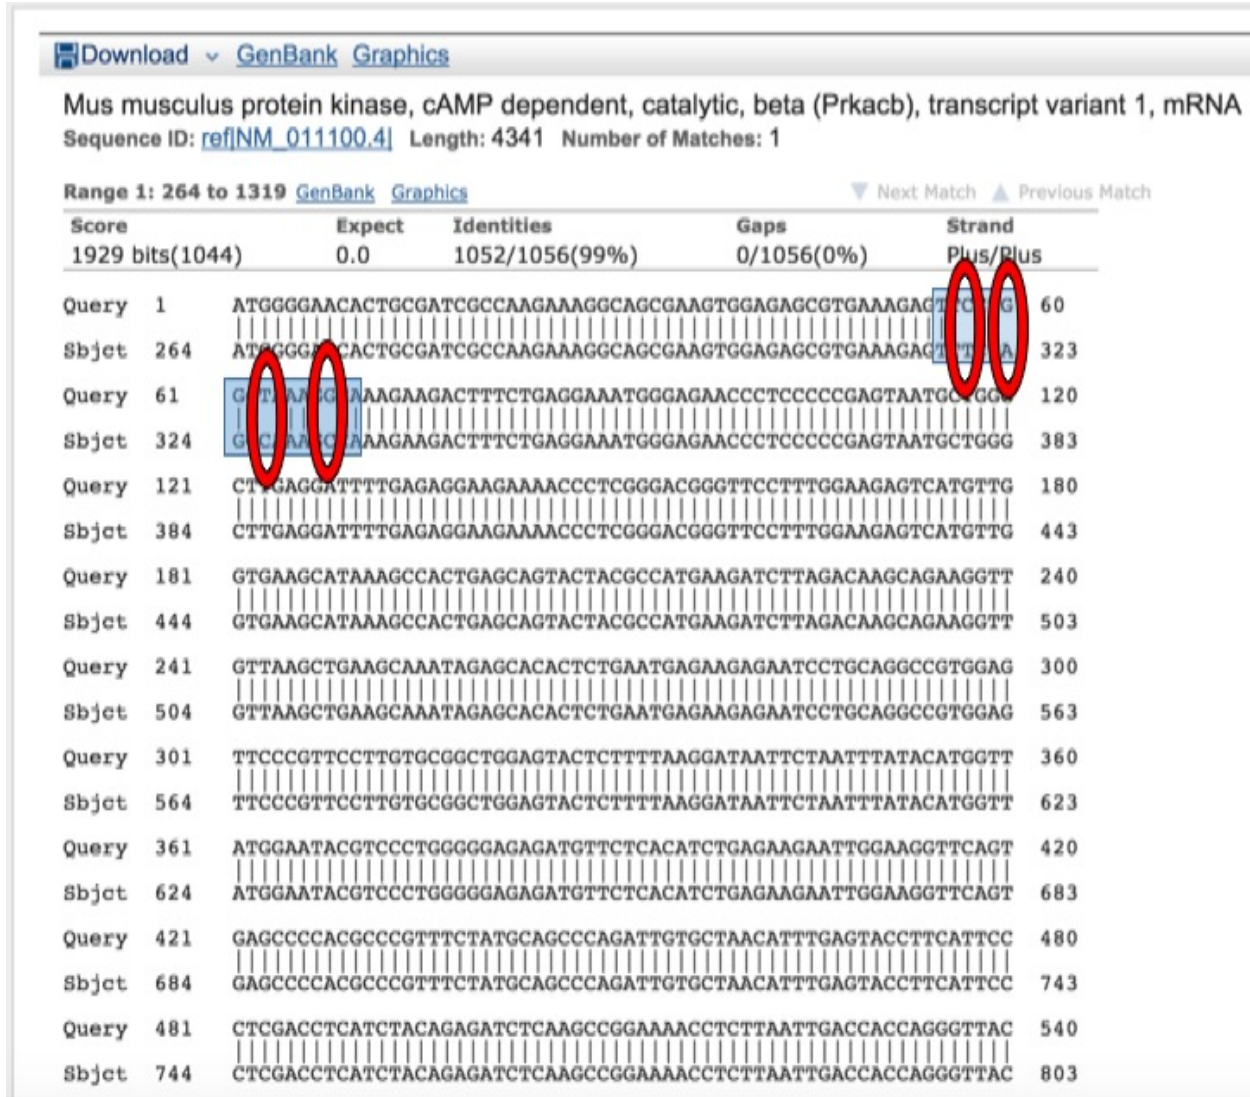 Download GenBank Graphics
Mus musculus protein kinase, cAMP dependent, catalytic, beta (Prkacb), transcript variant 1, mRNA
Sequence ID: ref|NM_011100.4| Length: 4341 Number of Matches: 1
Range 1: 264 to 1319 GenBank Graphics Next Match Previous Match
Score Expect Identities Gaps Strand
1929 bits(1044) 0.0 1052/1056(99%) 0/1056(0%) Plus/Plus
Query 1 60
Sbjct 264 323
Query 61 120
Sbjct 324 383
Query 121 CTTGAGGATTTTGAGAGGAAGAAAACCCTCGGGACGGGTTCCTTTGGAAGAGTCATGTTG 180
Sbjct 384 CTTGAGGATTTTGAGAGGAAGAAAACCCTCGGGACGGGTTCCTTTGGAAGAGTCATGTTG 443
Query 181 GTGAAGCATAAAGCCACTGAGCAGTACTACGCCATGAAGATCTTAGACAAGCAGAAGGTT 240
Sbjct 444 GTGAAGCATAAAGCCACTGAGCAGTACTACGCCATGAAGATCTTAGACAAGCAGAAGGTT 503
Query 241 GTTAAGCTGAAGCAAATAGAGCACACTCTGAATGAGAAGAGAATCCTGCAGGCCGTGGAG 300
Sbjct 504 GTTAAGCTGAAGCAAATAGAGCACACTCTGAATGAGAAGAGAATCCTGCAGGCCGTGGAG 563
Query 301 TTCCCGTTCCTTGTGCGGCTGGAGTACTCTTTTAAGGATAATTCTAATTTATACATGGTT 360
Sbjct 564 TTCCCGTTCCTTGTGCGGCTGGAGTACTCTTTTAAGGATAATTCTAATTTATACATGGTT 623
Query 361 ATGGAATACGTCCCTGGGGGAGAGATGTTCTCACATCTGAGAAGAATTGGAAGGTTCAGT 420
Sbjct 624 ATGGAATACGTCCCTGGGGGAGAGATGTTCTCACATCTGAGAAGAATTGGAAGGTTCAGT 683
Query 421 GAGCCCCACGCCCGTTTCTATGCAGCCCAGATTGTGCTAACATTTGAGTACCTTCATTCC 480
Sbjct 684 GAGCCCCACGCCCGTTTCTATGCAGCCCAGATTGTGCTAACATTTGAGTACCTTCATTCC 743
Query 481 CTCGACCTCATCTACAGAGATCTCAAGCCGGAAAACCTCTTAATTGACCACCAGGGTTAC 540
Sbjct 744 CTCGACCTCATCTACAGAGATCTCAAGCCGGAAAACCTCTTAATTGACCACCAGGGTTAC 803